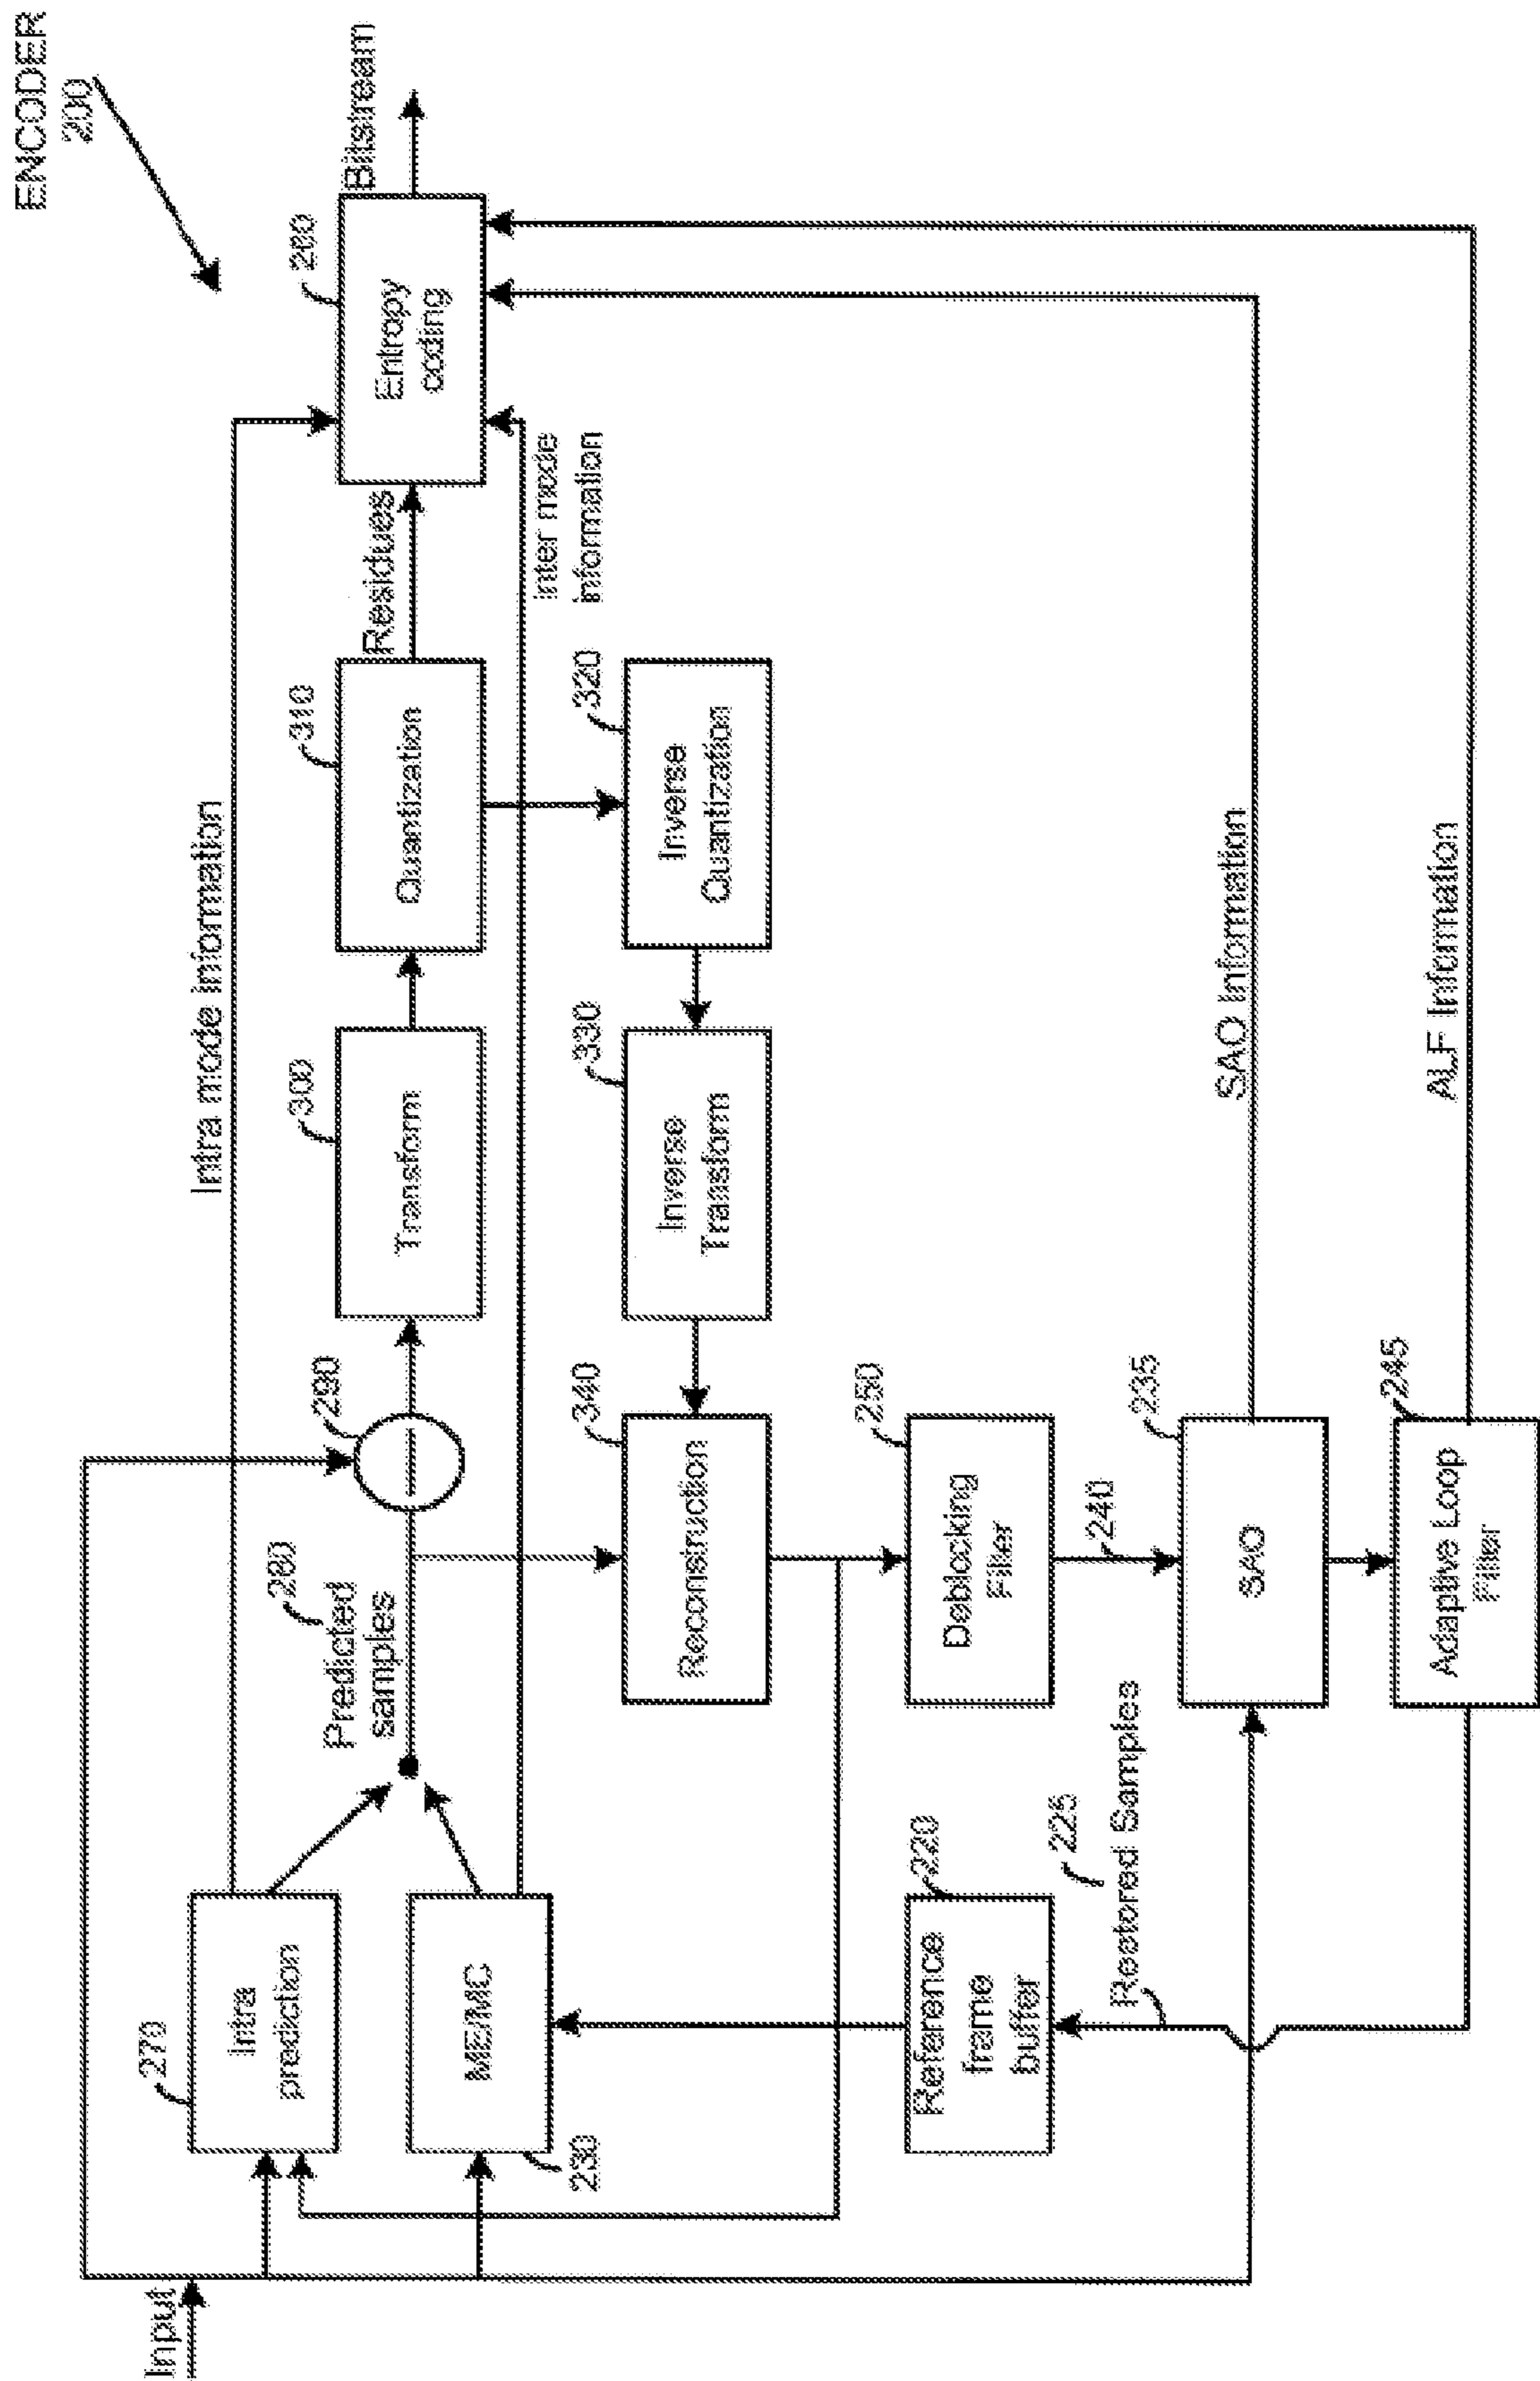 ENCODER
200
Input
270
Intra
prediction
Intra mode information
280
Predicted
samples
290
300
Transform
310
Quantization
Residues
260
Entropy
coding
Bitstream
ME/MC
230
inter mode
information
340
Reconstruction
330
Inverse
Transform
320
Inverse
Quantization
220
Reference
frame
buffer
250
Deblocking
Filter
225
Restored Samples
240
235
SAO
SAO Information
245
Adaptive Loop
Filter
ALF Information